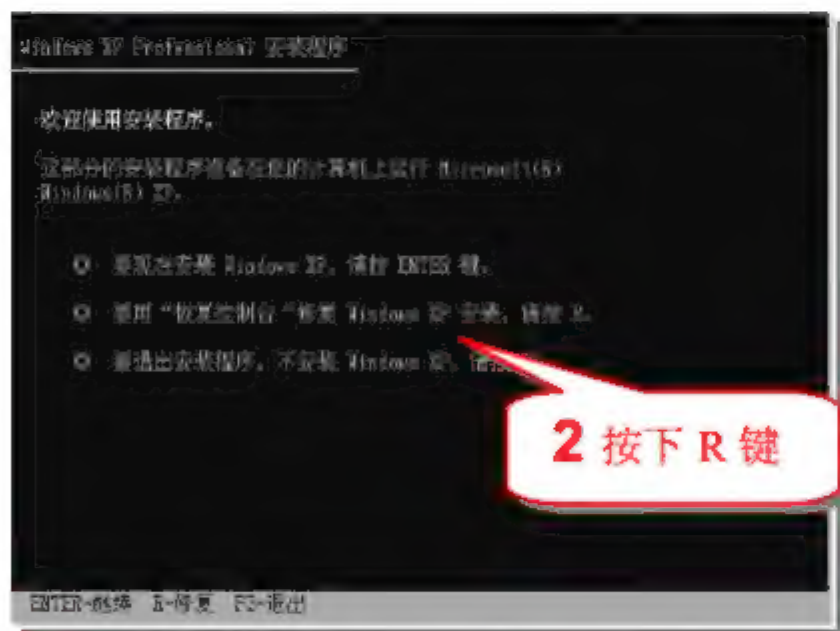 Windows XP Professional 安装程序
欢迎使用安装程序。
这部分的安装程序准备在您的计算机上运行 Microsoft(R)
Windows(R) XP。
要现在安装 Windows XP，请按 ENTER 键。
要用“恢复控制台“修复 Windows XP 安装，请按 R。
要退出安装程序，不安装 Windows XP，请按
2 按下 R 键
ENTER=继续 R=修复 F3=退出